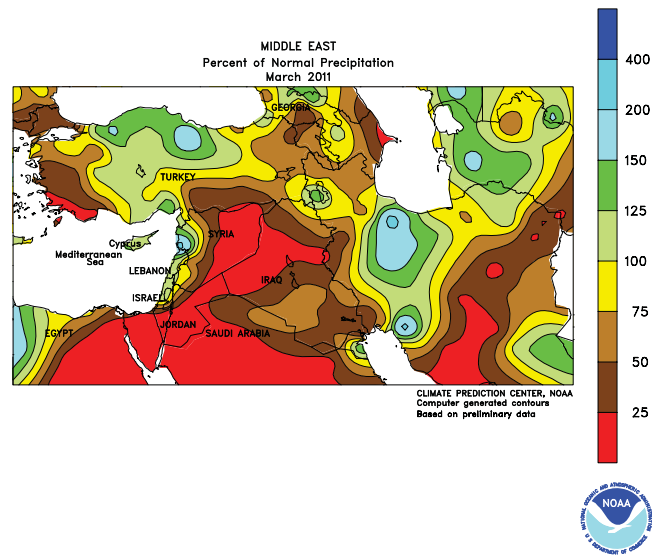 MIDDLE EAST
Percent of Normal Precipitation
March 2011
GEORGIA
TURKEY
Cyprus
SYRIA
Mediterranean
Sea
LEBANON
IRAQ
ISRAEL
JORDAN
EGYPT
SAUDI ARABIA
CLIMATE PREDICTION CENTER, NOAA
Computer generated contours
Based on preliminary data
400
200
150
125
100
75
50
25
NATIONAL OCEANIC AND ATMOSPHERIC ADMINISTRATION
NOAA
U S DEPARTMENT OF COMMERCE